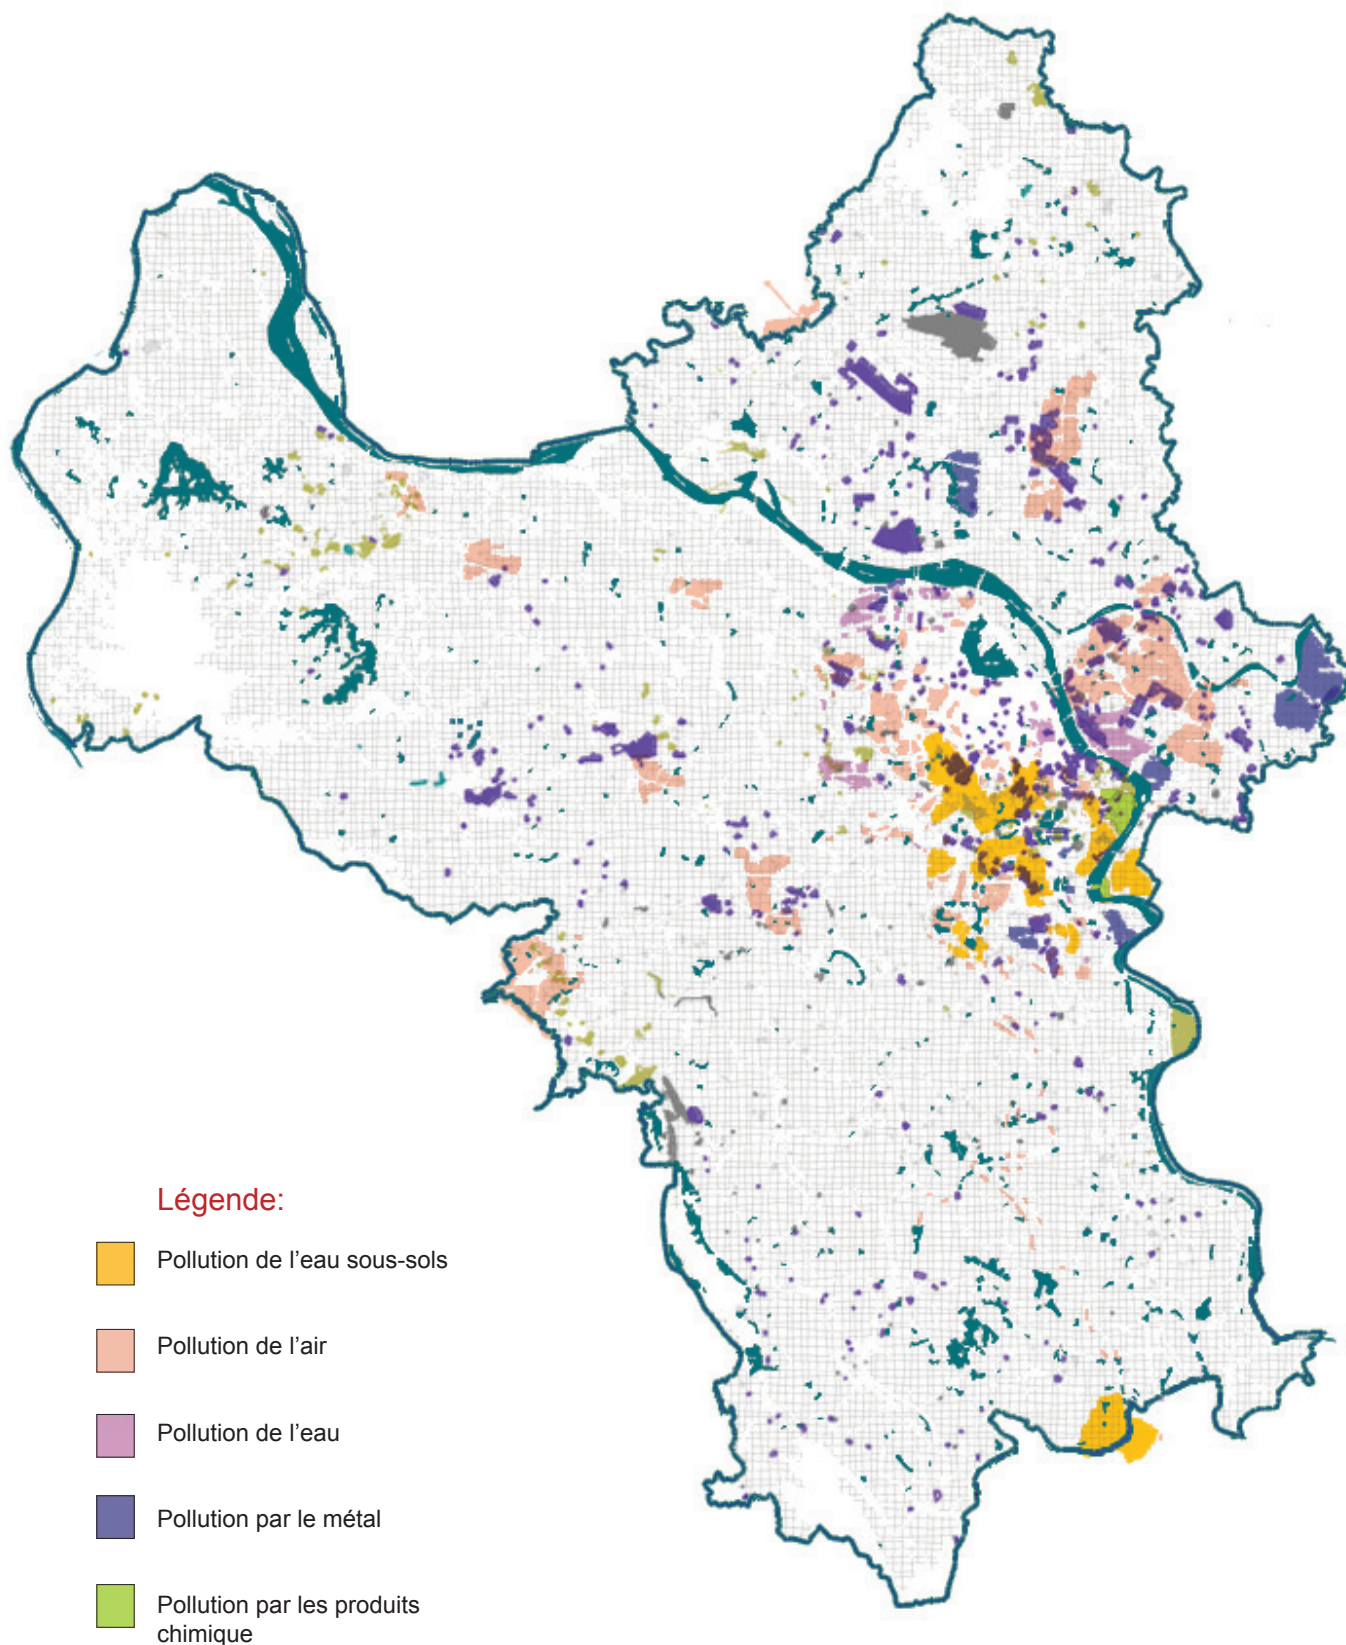 Légende:
Pollution de l’eau sous-sols
Pollution de l’air
Pollution de l’eau
Pollution par le métal
Pollution par les produits
chimique